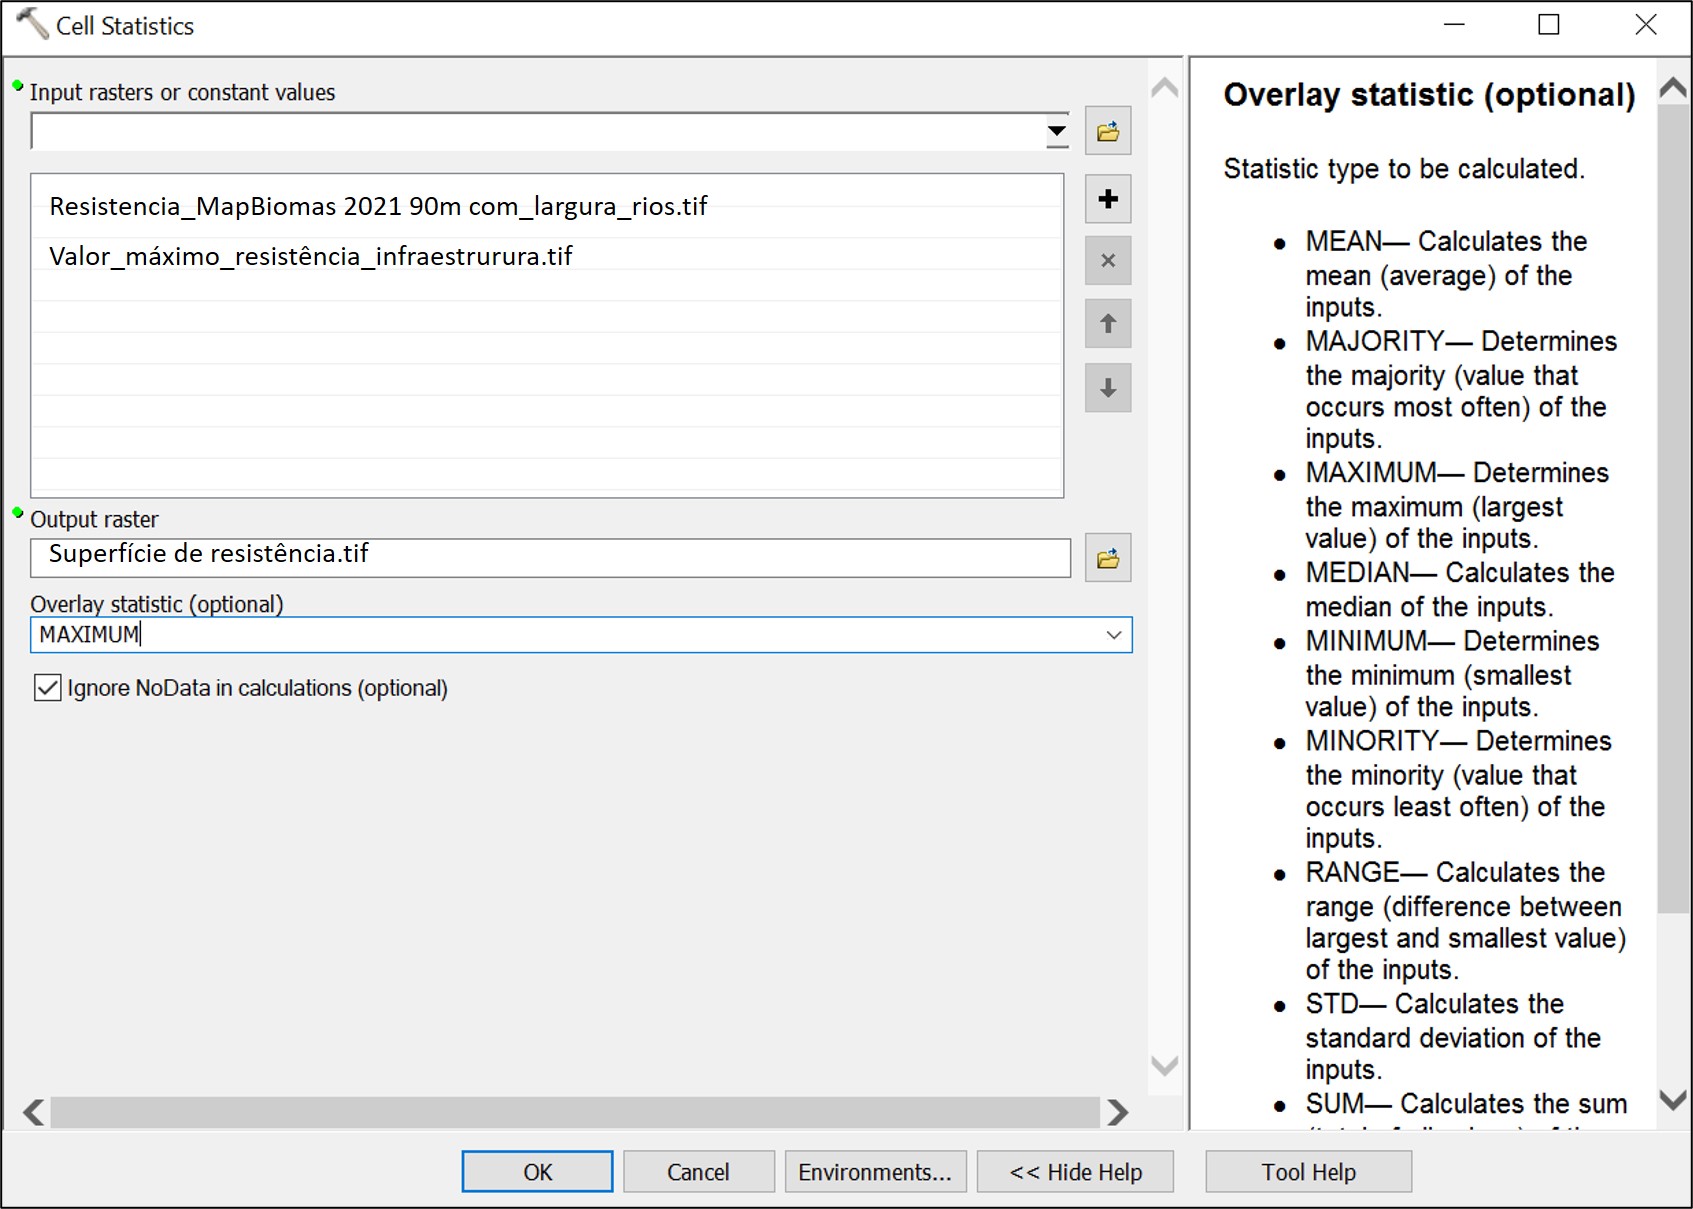 Cell Statistics
Input rasters or constant values
Resistencia_MapBiomas 2021 90m com_largura_rios.tif
Valor_máximo_resistência_infraestrurura.tif
Output raster
Superfície de resistência.tif
Overlay statistic (optional)
MAXIMUM
Ignore NoData in calculations (optional)
Overlay statistic (optional)
Statistic type to be calculated.
MEAN— Calculates the
mean (average) of the
inputs.
MAJORITY— Determines
the majority (value that
occurs most often) of the
inputs.
MAXIMUM— Determines
the maximum (largest
value) of the inputs.
MEDIAN— Calculates the
median of the inputs.
MINIMUM— Determines
the minimum (smallest
value) of the inputs.
MINORITY— Determines
the minority (value that
occurs least often) of the
inputs.
RANGE— Calculates the
range (difference between
largest and smallest value)
of the inputs.
STD— Calculates the
standard deviation of the
inputs.
SUM— Calculates the sum
OK
Cancel
Environments...
<< Hide Help
Tool Help